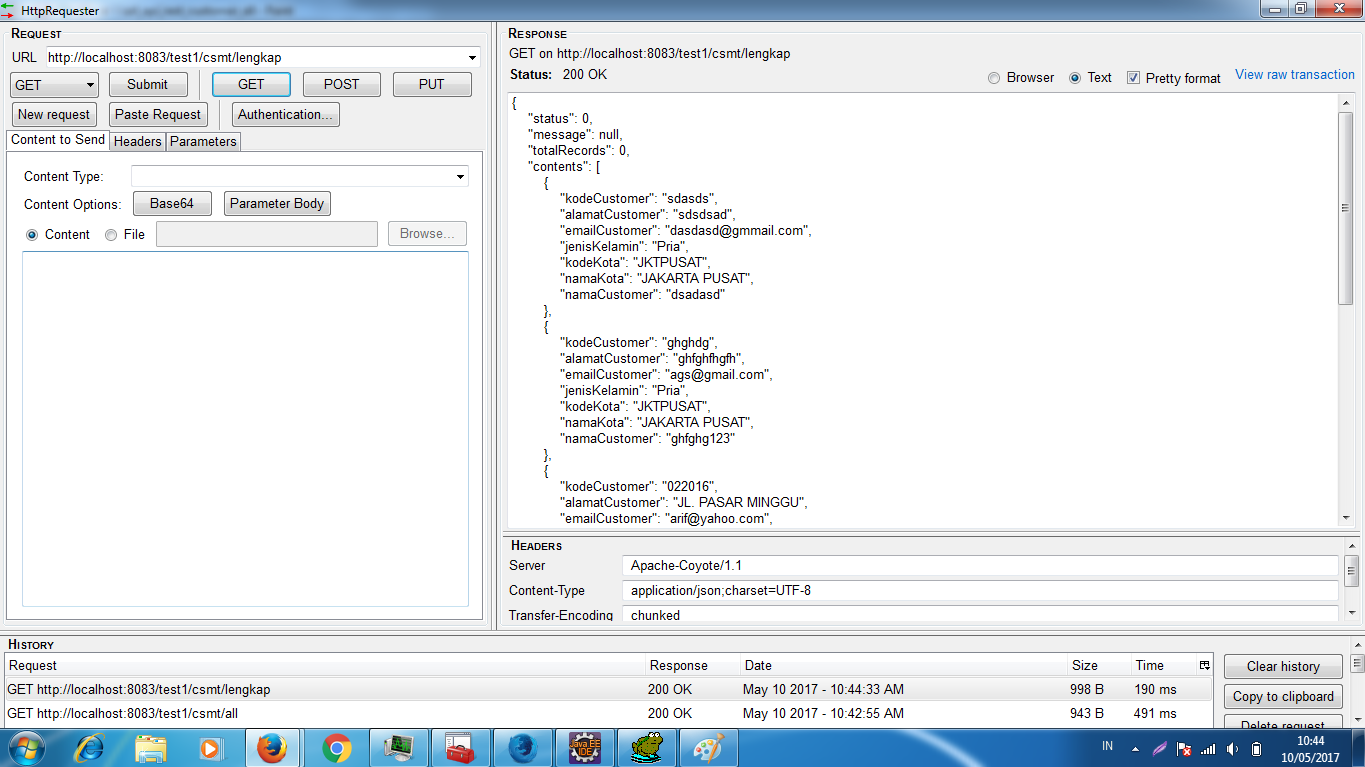 HttpRequester
REQUEST
URL http://localhost:8083/test1/csmt/lengkap
GET Submit GET POST PUT
New request Paste Request Authentication...
Content to Send Headers Parameters
Content Type:
Content Options: Base64 Parameter Body
Content File Browse...
RESPONSE
GET on http://localhost:8083/test1/csmt/lengkap
Status: 200 OK
Browser Text Pretty format View raw transaction
{
"status": 0,
"message": null,
"totalRecords": 0,
"contents": [
{
"kodeCustomer": "sdasds",
"alamatCustomer": "sdsdsad",
"emailCustomer": "dasdasd@gmmail.com",
"jenisKelamin": "Pria",
"kodeKota": "JKTPUSAT",
"namaKota": "JAKARTA PUSAT",
"namaCustomer": "dsadasd"
},
{
"kodeCustomer": "ghghdg",
"alamatCustomer": "ghfghfhgfh",
"emailCustomer": "ags@gmail.com",
"jenisKelamin": "Pria",
"kodeKota": "JKTPUSAT",
"namaKota": "JAKARTA PUSAT",
"namaCustomer": "ghfghg123"
},
{
"kodeCustomer": "022016",
"alamatCustomer": "JL. PASAR MINGGU",
"emailCustomer": "arif@yahoo.com",
HEADERS
Server Apache-Coyote/1.1
Content-Type application/json;charset=UTF-8
Transfer-Encoding chunked
HISTORY
Request Response Date Size Time
GET http://localhost:8083/test1/csmt/lengkap 200 OK May 10 2017 - 10:44:33 AM 998 B 190 ms
GET http://localhost:8083/test1/csmt/all 200 OK May 10 2017 - 10:42:55 AM 943 B 491 ms
Clear history
Copy to clipboard
Delete request
Java EE
IDE
IN
10:44
10/05/2017